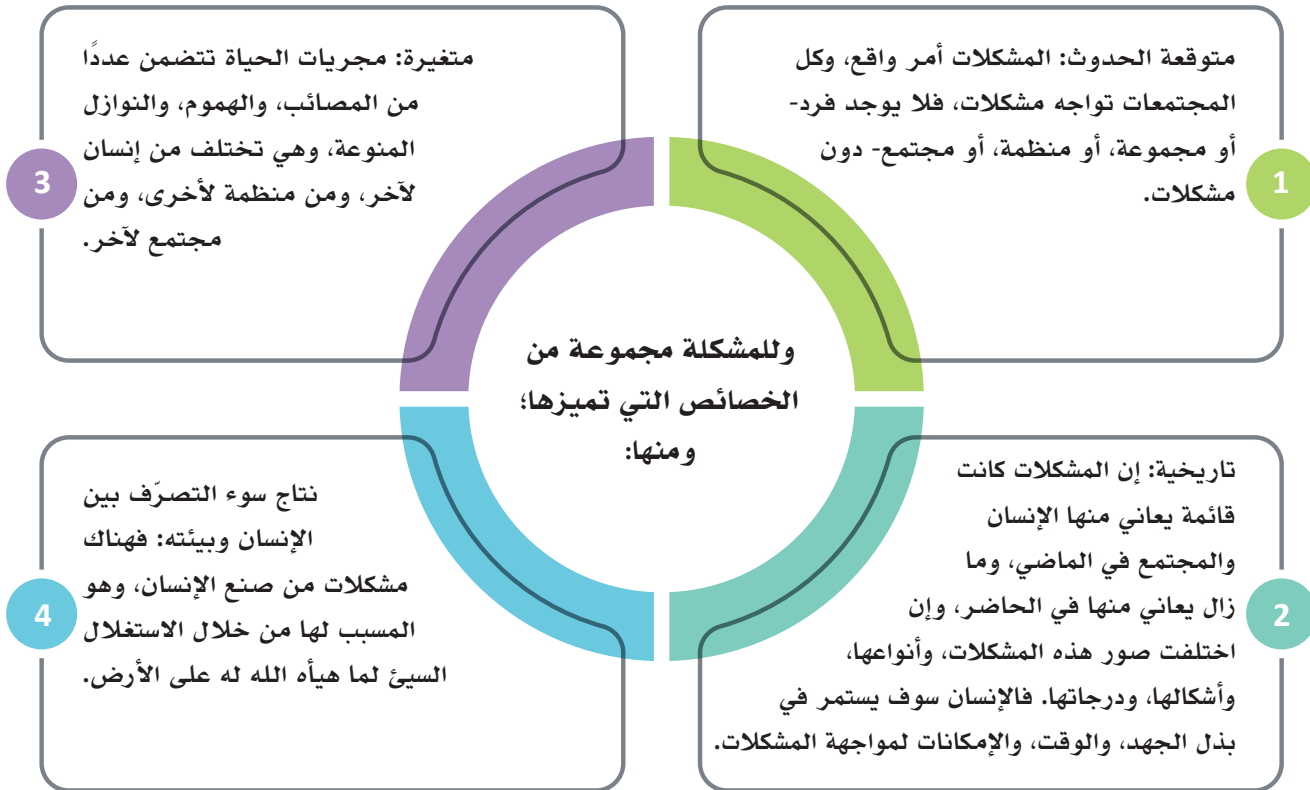 وللمشكلة مجموعة من
الخصائص التي تميزها؛
ومنها:
1
متوقعة الحدوث: المشكلات أمر واقع، وكل
المجتمعات تواجه مشكلات، فلا يوجد فرد-
أو مجموعة، أو منظمة، أو مجتمع- دون
مشكلات.
2
تاريخية: إن المشكلات كانت
قائمة يعاني منها الإنسان
والمجتمع في الماضي، وما
زال يعاني منها في الحاضر، وإن
اختلفت صور هذه المشكلات، وأنواعها،
وأشكالها، ودرجاتها. فالإنسان سوف يستمر في
بذل الجهد، والوقت، والإمكانات لمواجهة المشكلات.
3
متغيرة: مجريات الحياة تتضمن عددًا
من المصائب، والهموم، والنوازل
المنوعة، وهي تختلف من إنسان
لآخر، ومن منظمة لأخرى، ومن
مجتمع لآخر.
4
نتاج سوء التصرّف بين
الإنسان وبيئته: فهناك
مشكلات من صنع الإنسان، وهو
المسبب لها من خلال الاستغلال
السيئ لما هيأه الله له على الأرض.